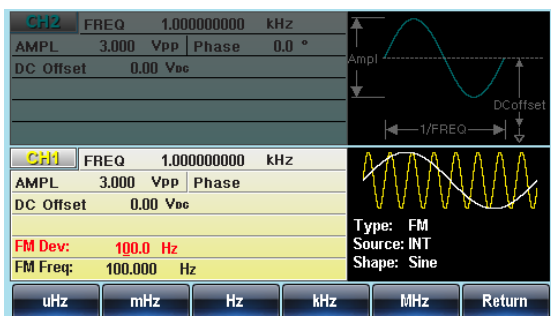 CH2 FREQ 1.000000000 kHz
AMPL 3.000 Vpp Phase 0.0 °
DC Offset 0.00 VDC
Ampl
DCoffset
1/FREQ
CH1 FREQ 1.000000000 kHz
AMPL 3.000 Vpp Phase
DC Offset 0.00 VDC
FM Dev: 100.0 Hz
FM Freq: 100.000 Hz
Type: FM
Source: INT
Shape: Sine
uHz mHz Hz kHz MHz Return